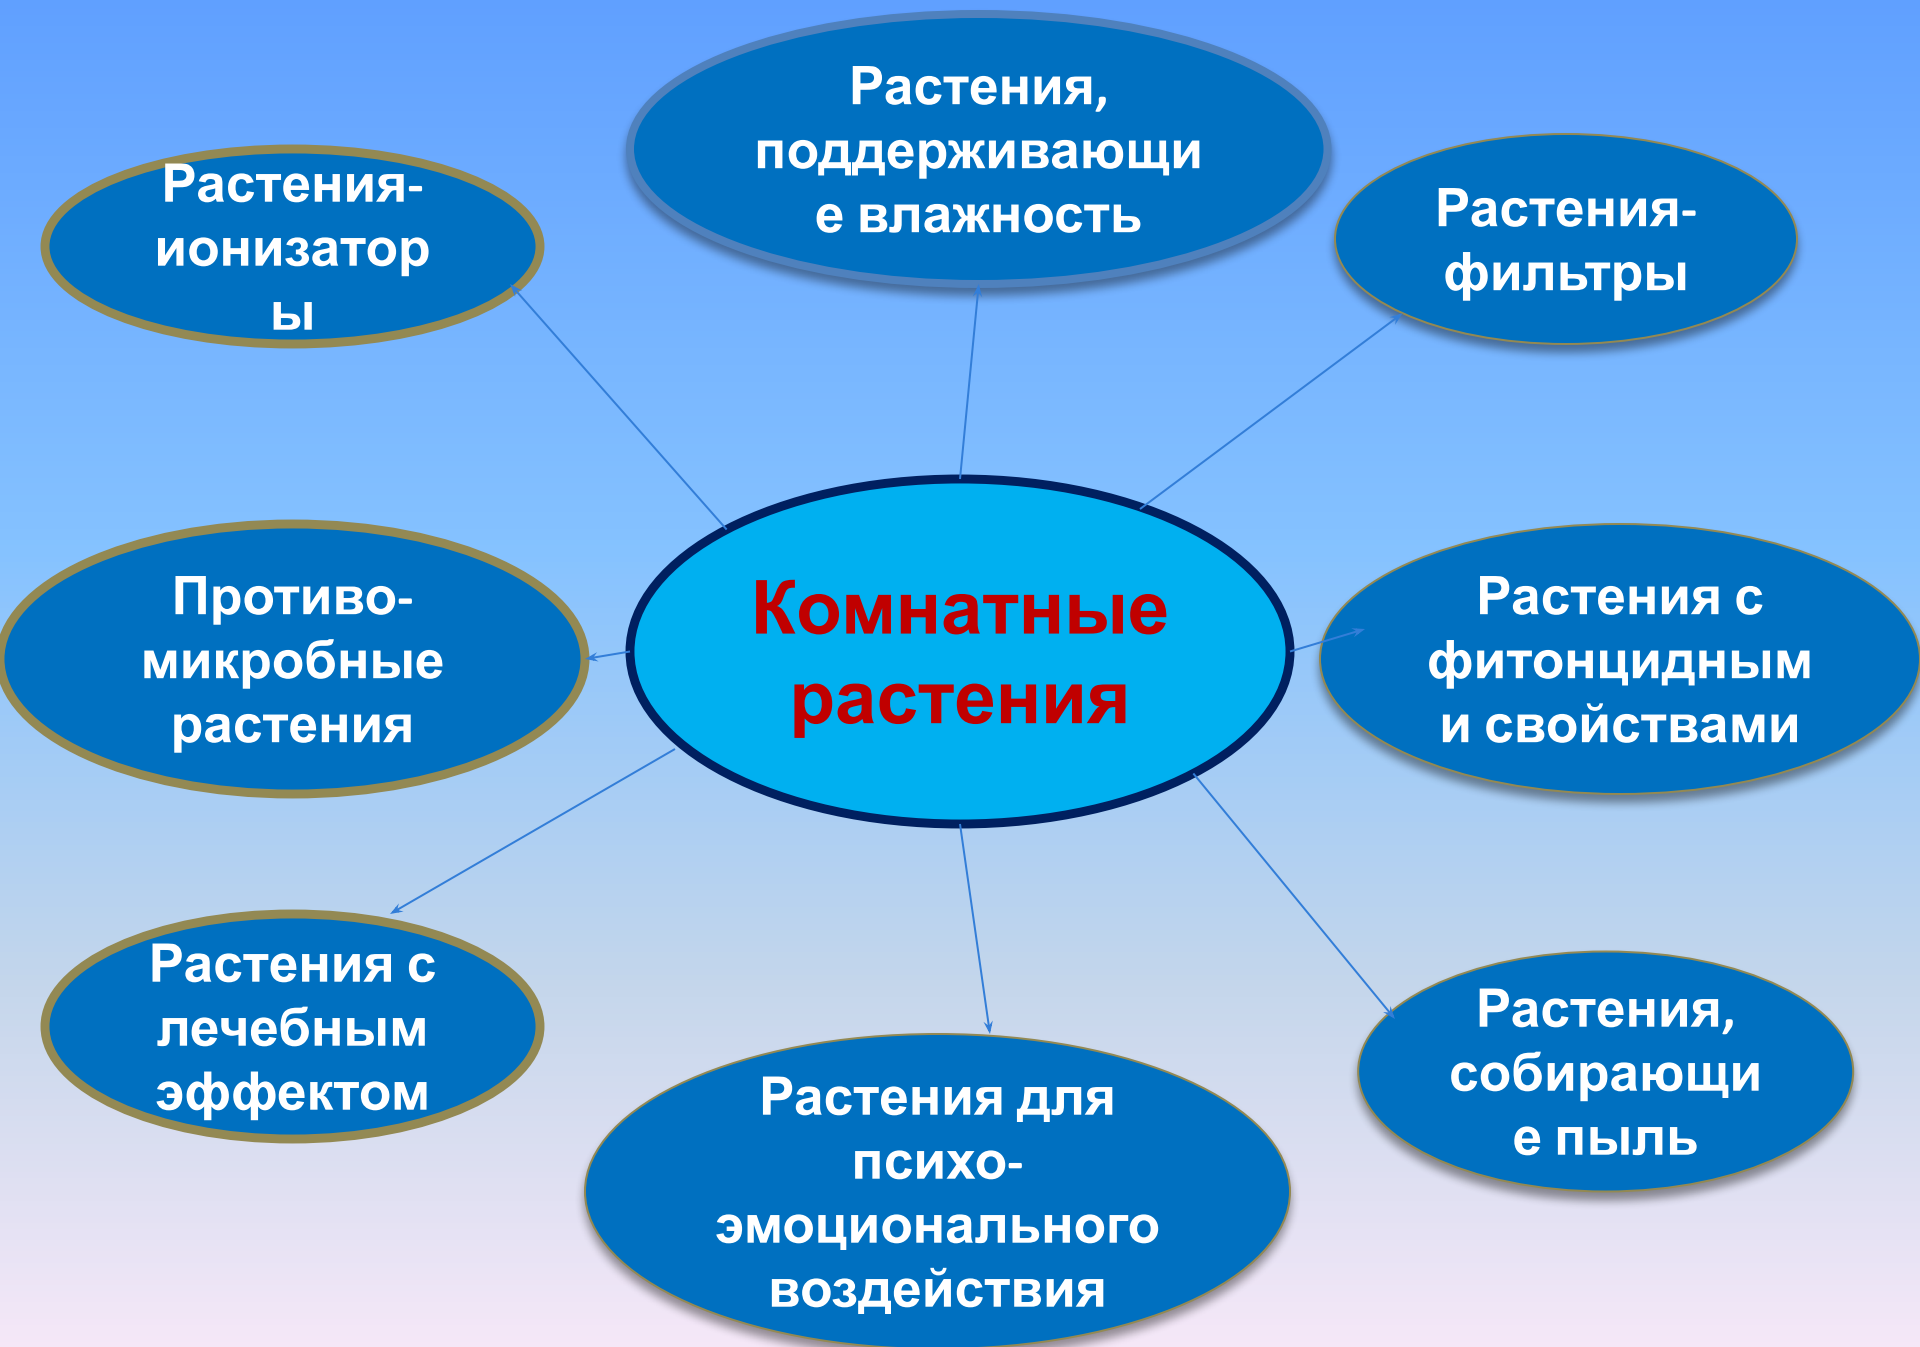 Растения,
поддерживающи
е влажность
Растения-
ионизатор
ы
Растения-
фильтры
Комнатные
растения
Противо-
микробные
растения
Растения с
фитонцидным
и свойствами
Растения с
лечебным
эффектом
Растения для
психо-
эмоционального
воздействия
Растения,
собирающи
е пыль